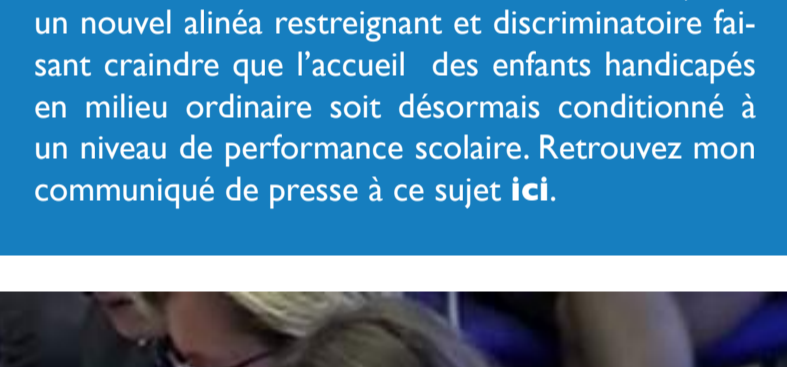 un nouvel alinéa restreignant et discriminatoire fai-
sant craindre que l’accueil des enfants handicapés
en milieu ordinaire soit désormais conditionné à
un niveau de performance scolaire. Retrouvez mon
communiqué de presse à ce sujet ici.